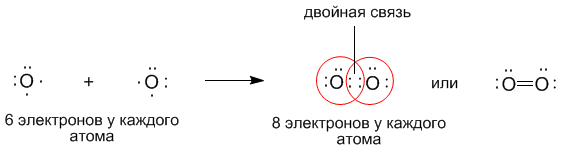 двойная связь
:Ö· + ·Ö: → :Ö::Ö: или :Ö=Ö:
6 электронов у каждого
атома
8 электронов у каждого
атома